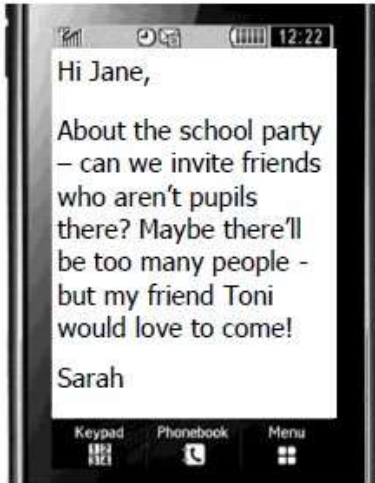 12:22
Hi Jane,
About the school party
– can we invite friends
who aren't pupils
there? Maybe there'll
be too many people -
but my friend Toni
would love to come!
Sarah
Keypad Phonebook Menu